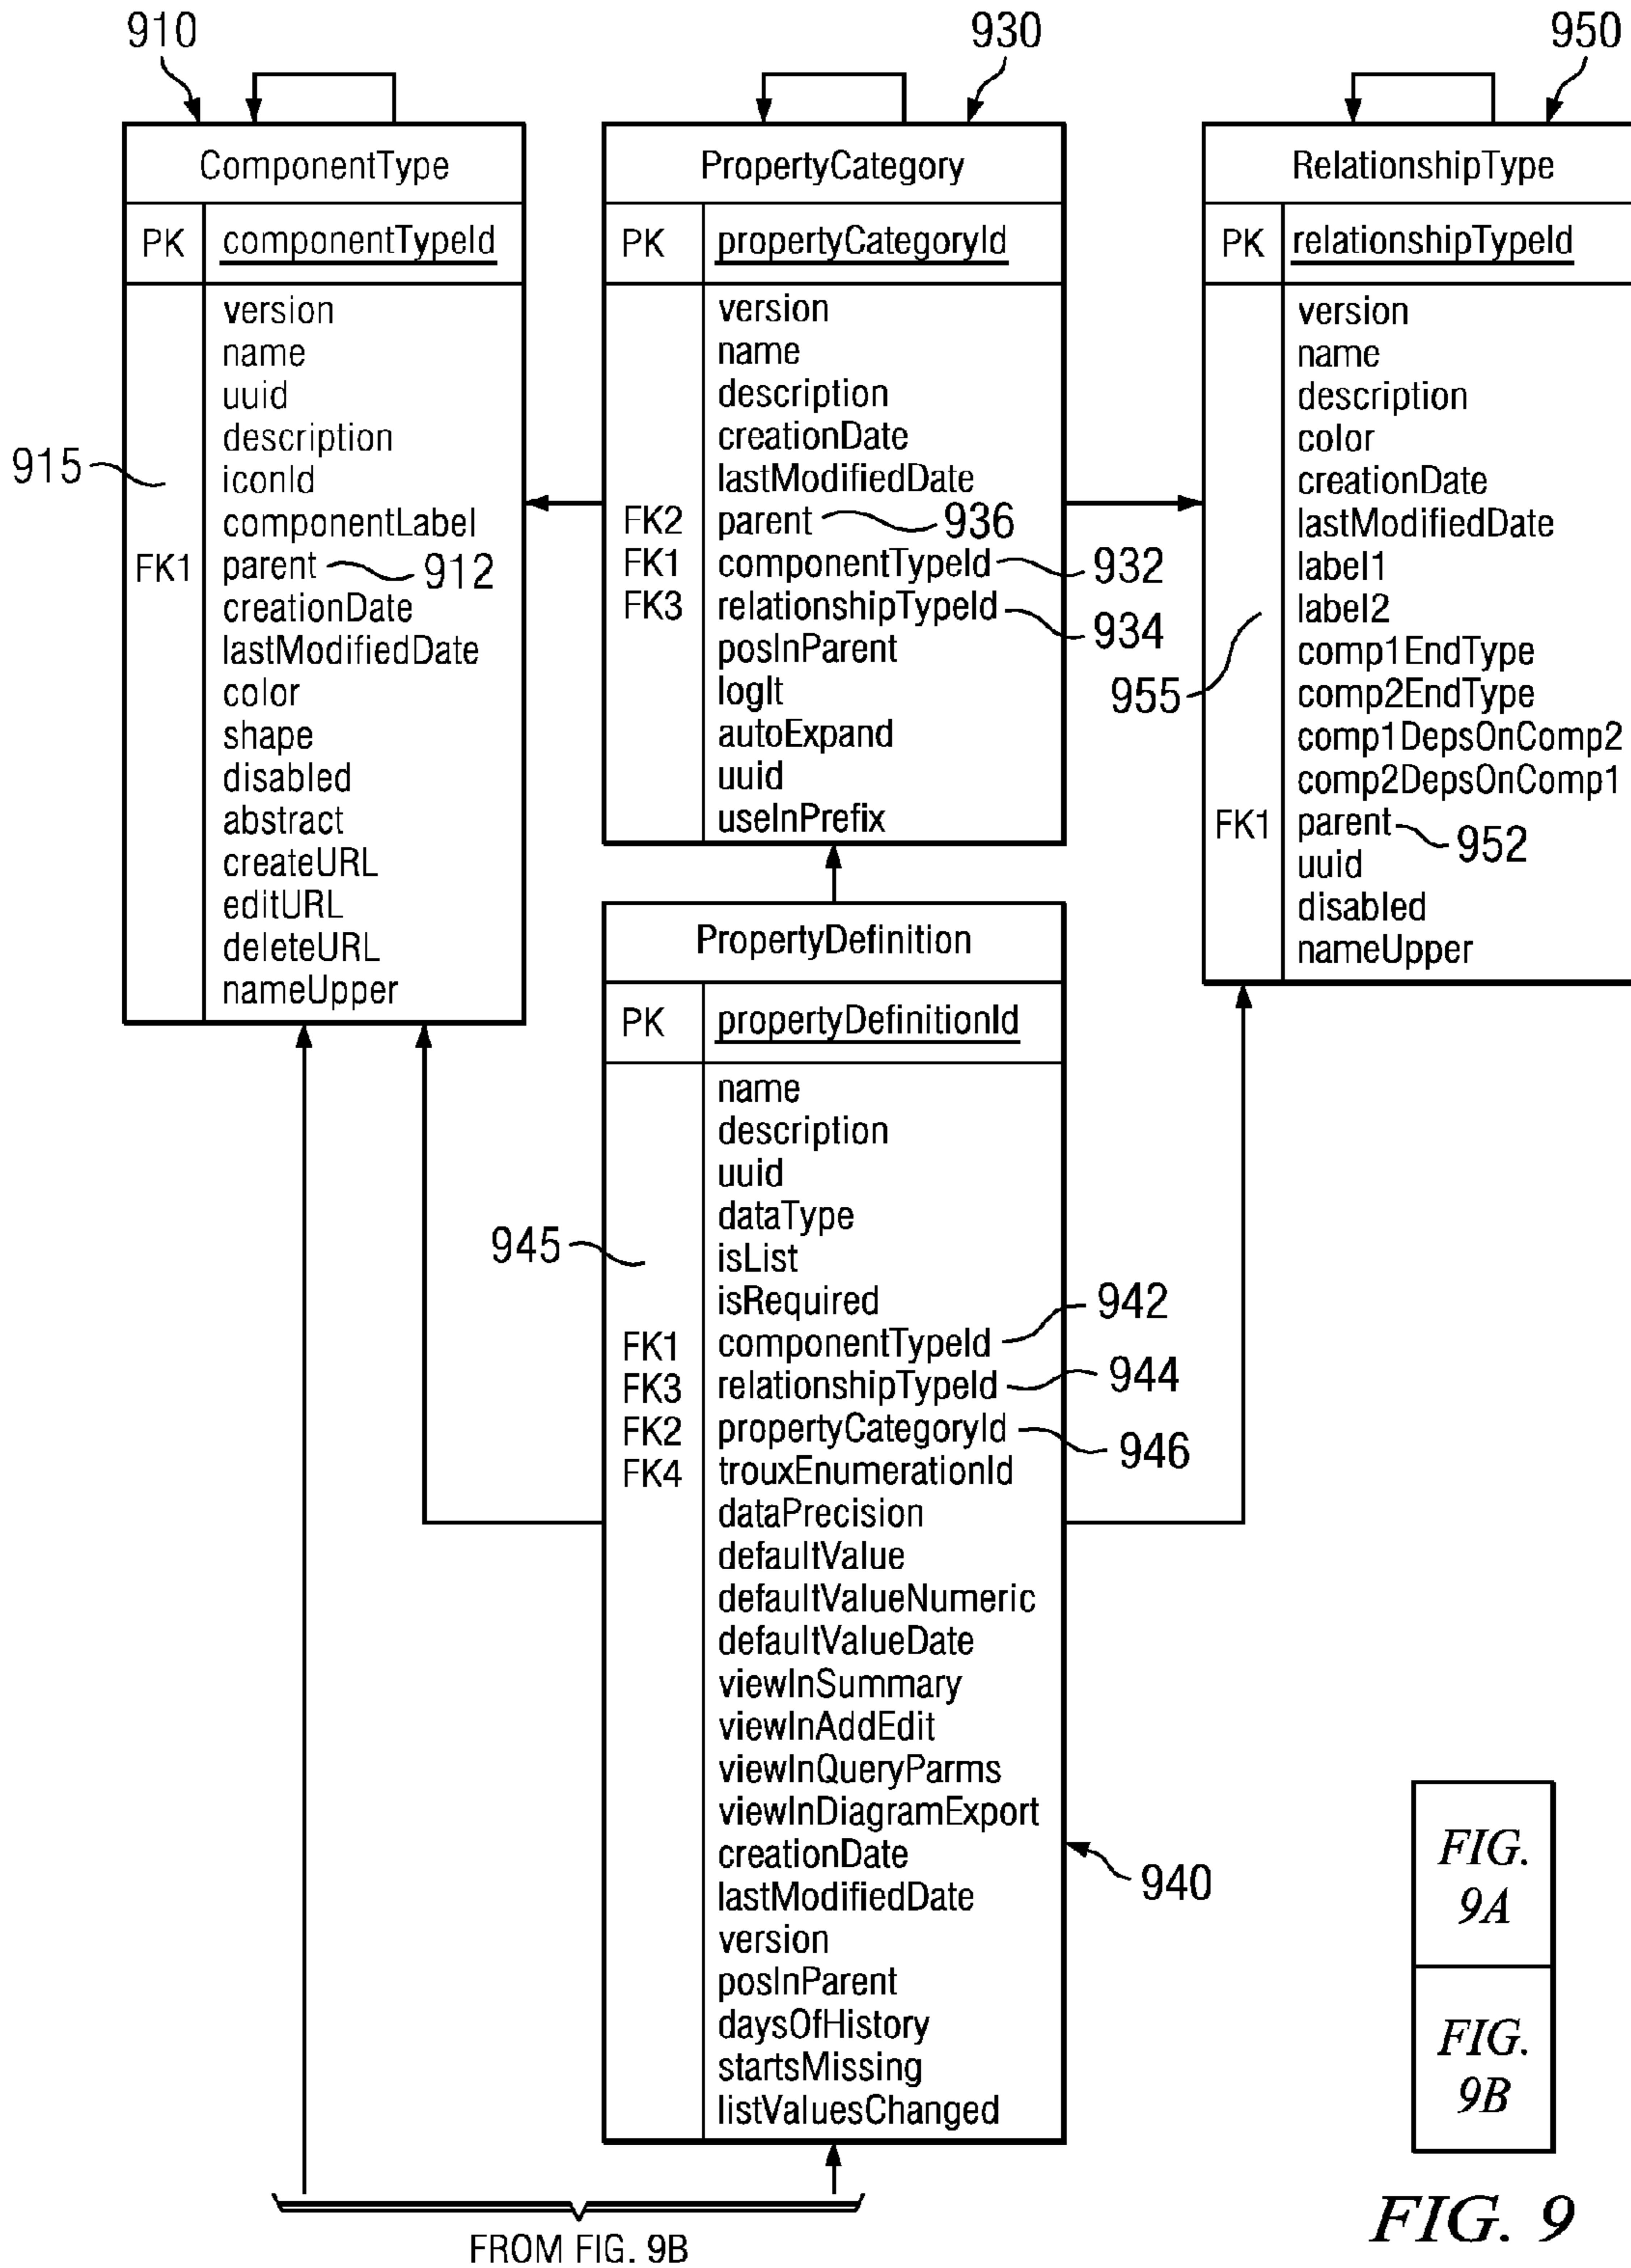 910
930
950
ComponentType
PK componentTypeId
version
name
uuid
description
915
iconId
componentLabel
FK1 parent 912
creationDate
lastModifiedDate
color
shape
disabled
abstract
createURL
editURL
deleteURL
nameUpper
PropertyCategory
PK propertyCategoryId
version
name
description
creationDate
lastModifiedDate
FK2 parent 936
FK1 componentTypeId 932
FK3 relationshipTypeId 934
posInParent
logIt
autoExpand
uuid
useInPrefix
RelationshipType
PK relationshipTypeId
version
name
description
color
creationDate
lastModifiedDate
label1
label2
955
comp1EndType
comp2EndType
comp1DepsOnComp2
comp2DepsOnComp1
FK1 parent 952
uuid
disabled
nameUpper
PropertyDefinition
PK propertyDefinitionId
name
description
uuid
dataType
945
isList
isRequired
FK1 componentTypeId 942
FK3 relationshipTypeId 944
FK2 propertyCategoryId 946
FK4 trouxEnumerationId
dataPrecision
defaultValue
defaultValueNumeric
defaultValueDate
viewInSummary
viewInAddEdit
viewInQueryParms
viewInDiagramExport
creationDate
940
lastModifiedDate
version
posInParent
daysOfHistory
startsMissing
listValuesChanged
FROM FIG. 9B
FIG.
9A
FIG.
9B
FIG. 9